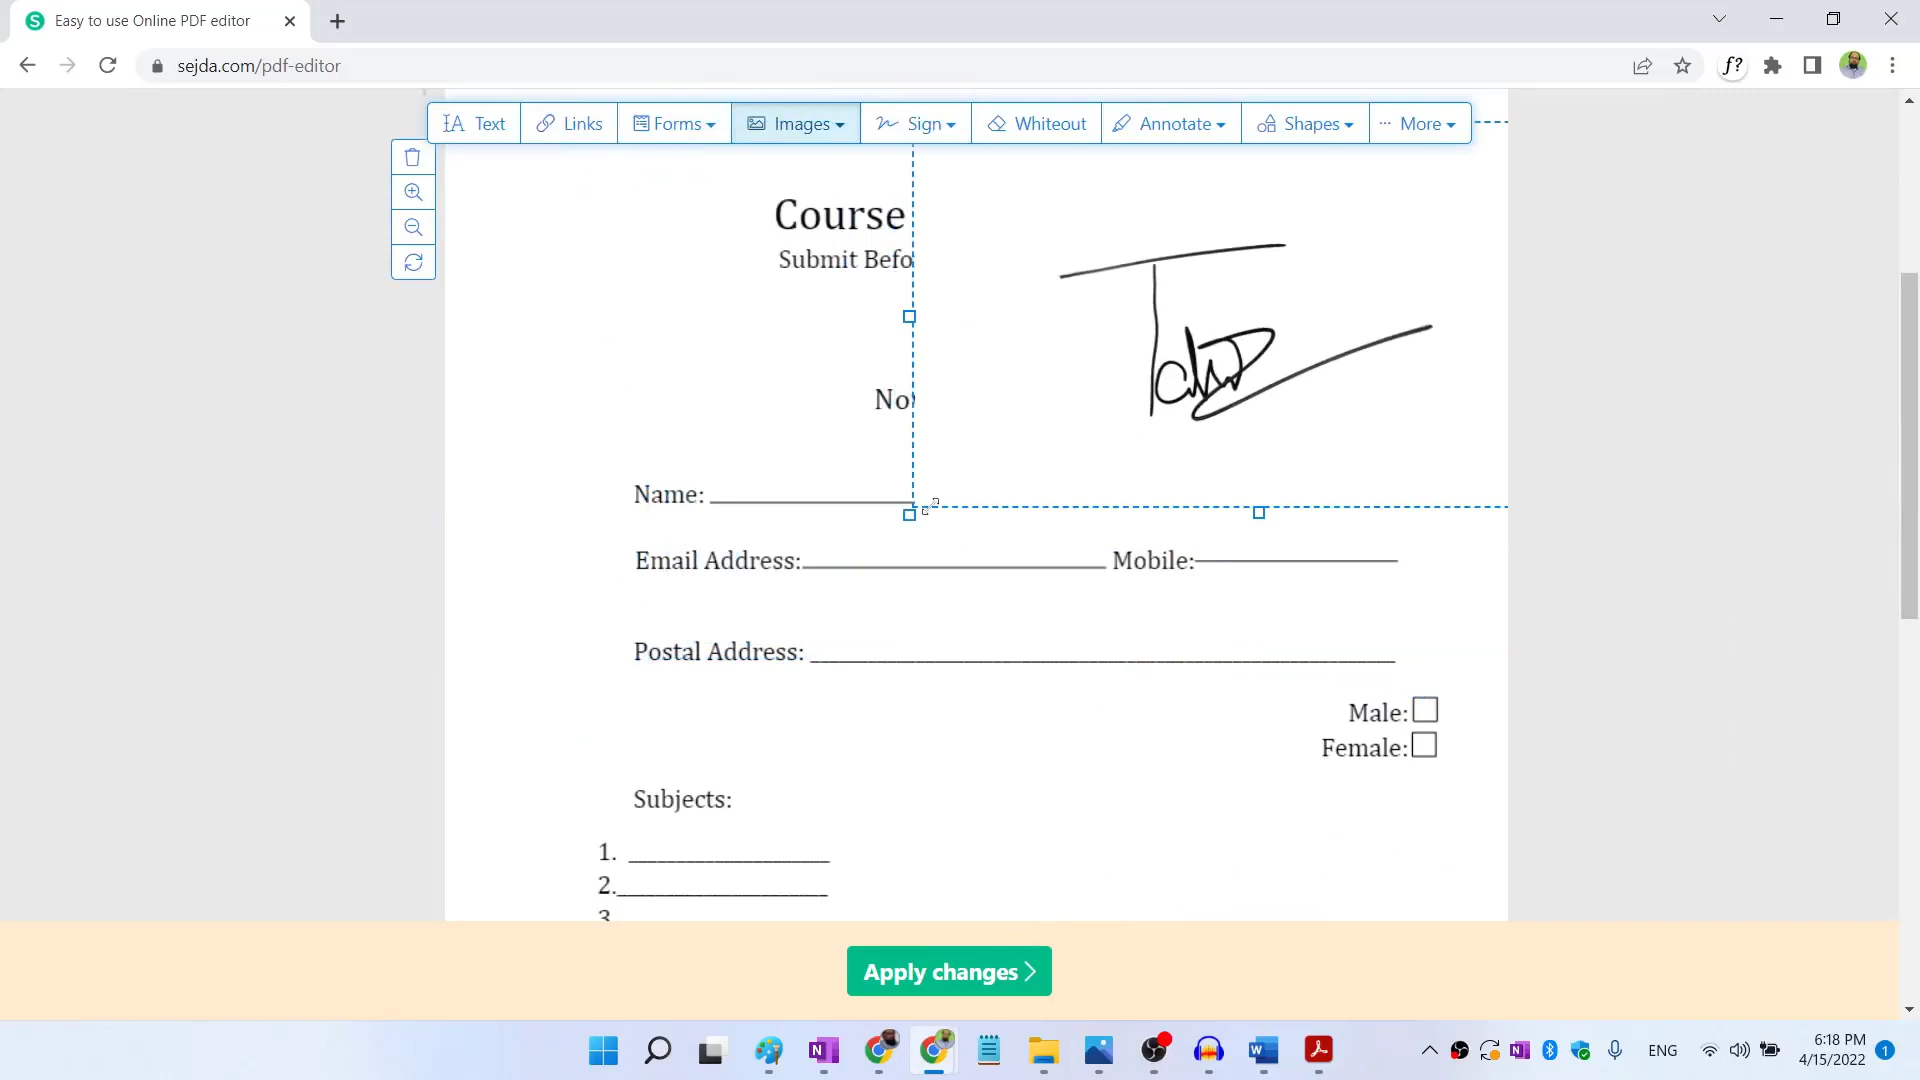 Easy to use Online PDF editor
sejda.com/pdf-editor
f?
Text
Links
Forms
Images
Sign
Whiteout
Annotate
Shapes
More
Course
Submit Befo
No
Name:
Email Address: Mobile:
Postal Address:
Male:
Female:
Subjects:
1.
2.
3
Apply changes
ENG
6:18 PM
4/15/2022
1